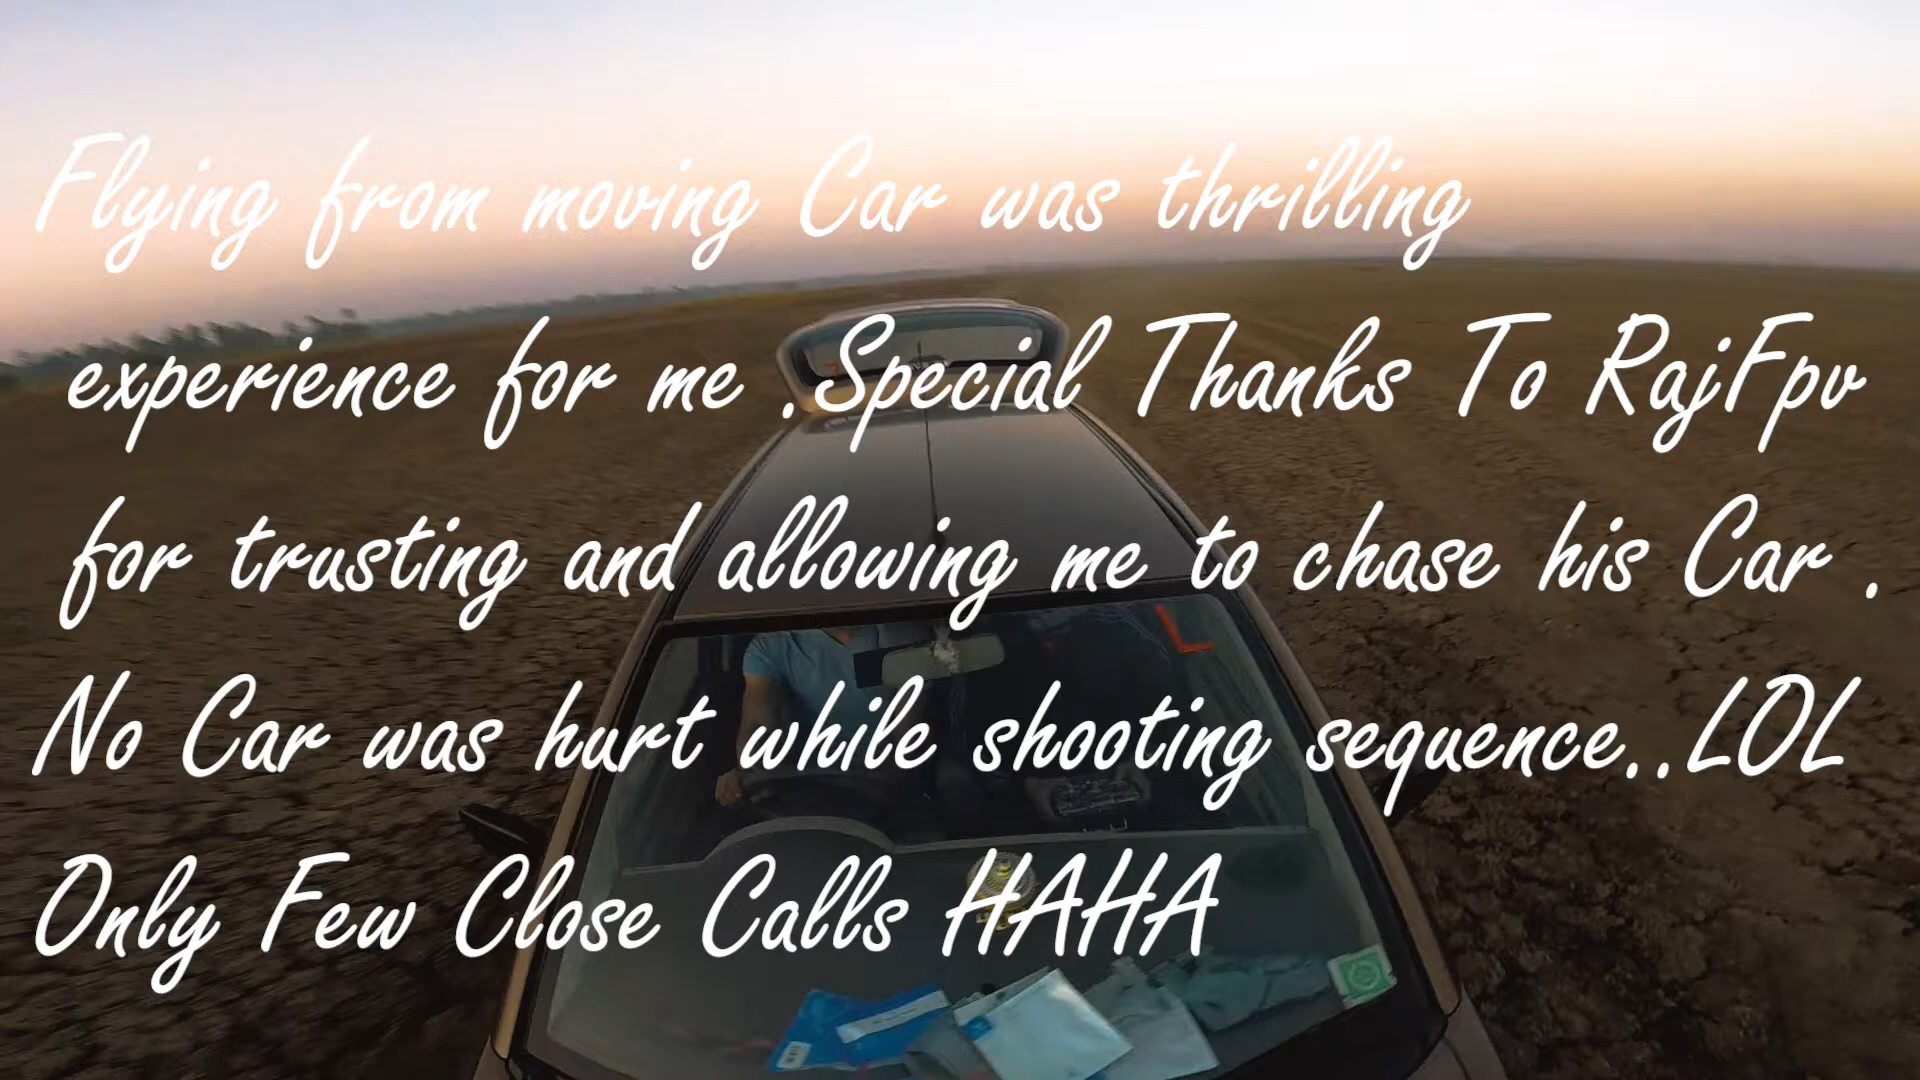 Flying from moving Car was thrilling
experience for me .Special Thanks To RajFpv
for trusting and allowing me to chase his Car .
No Car was hurt while shooting sequence..LOL
Only Few Close Calls HAHA
L